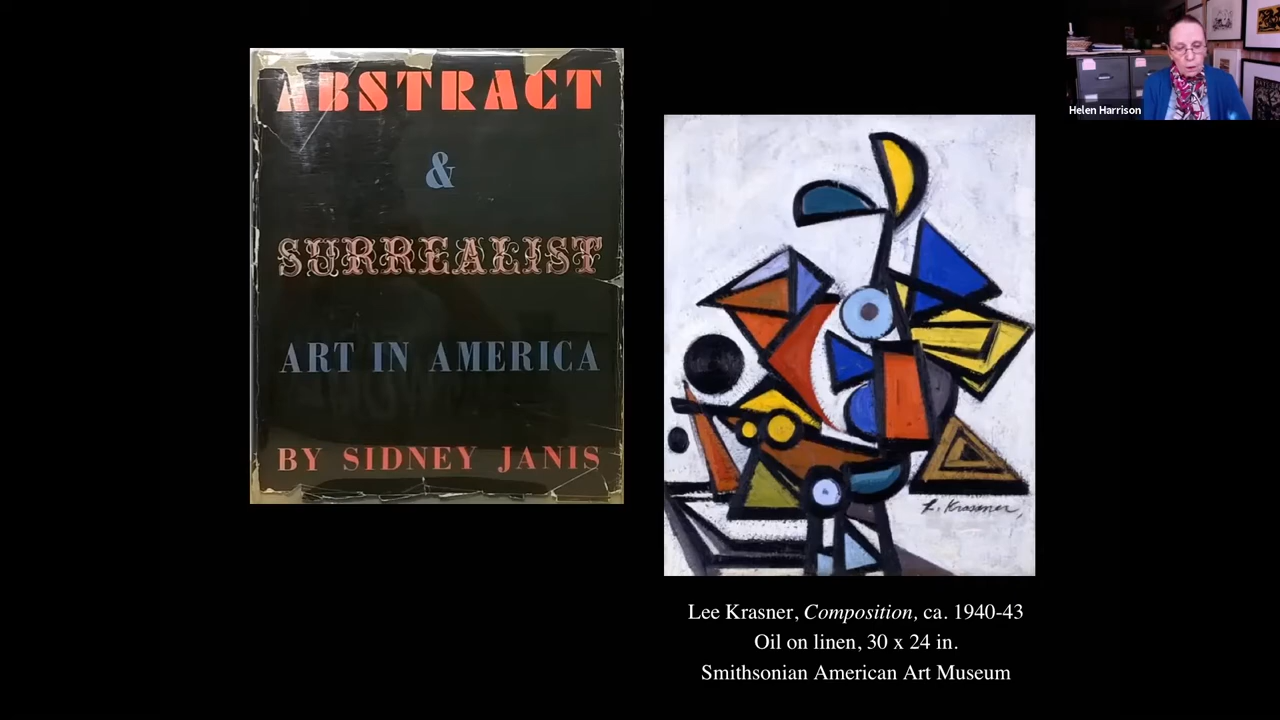 ABSTRACT
&
SURREALIST
ART IN AMERICA
BY SIDNEY JANIS
Helen Harrison
L. Krasner,
Lee Krasner, Composition, ca. 1940-43
Oil on linen, 30 x 24 in.
Smithsonian American Art Museum